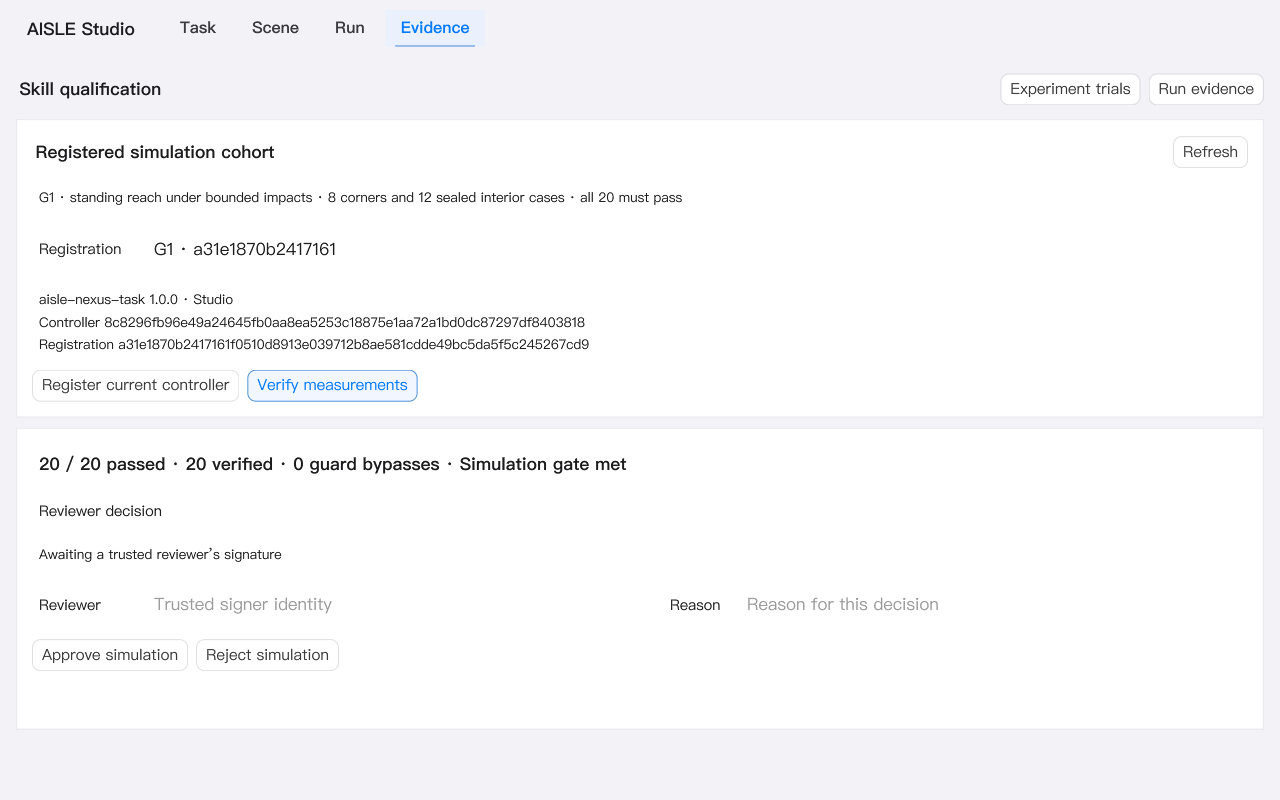 AISLE Studio Task Scene Run Evidence
Skill qualification Experiment trials Run evidence
Registered simulation cohort Refresh
G1 · standing reach under bounded impacts · 8 corners and 12 sealed interior cases · all 20 must pass
Registration G1 · a31e1870b2417161
aisle-nexus-task 1.0.0 · Studio
Controller 8c8296fb96e49a24645fb0aa8ea5253c18875e1aa72a1bd0dc87297df8403818
Registration a31e1870b2417161f0510d8913e039712b8ae581cdde49bc5da5f5c245267cd9
Register current controller Verify measurements
20 / 20 passed · 20 verified · 0 guard bypasses · Simulation gate met
Reviewer decision
Awaiting a trusted reviewer's signature
Reviewer Trusted signer identity Reason Reason for this decision
Approve simulation Reject simulation